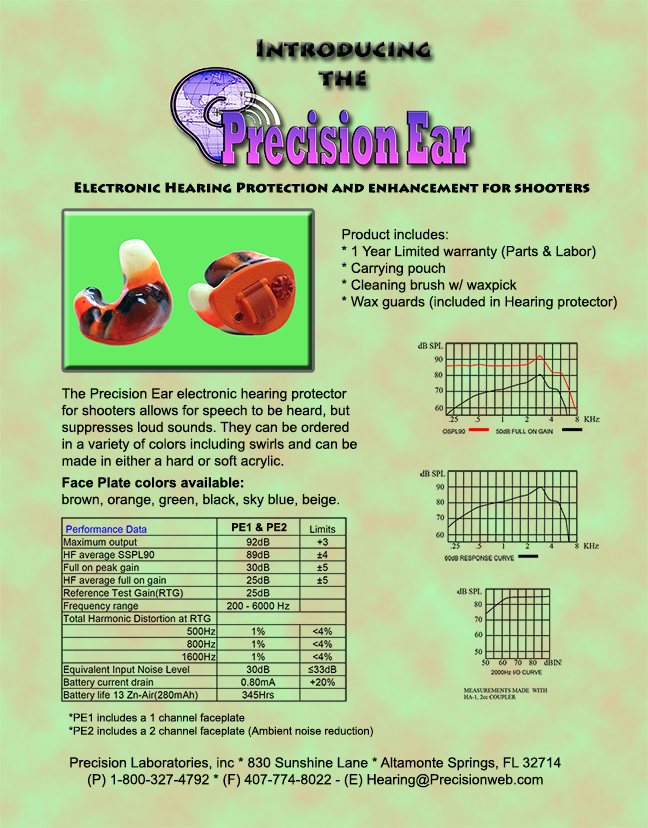 INTRODUCING
THE
Precision Ear
ELECTRONIC HEARING PROTECTION AND ENHANCEMENT FOR SHOOTERS
Product includes:
* 1 Year Limited warranty (Parts & Labor)
* Carrying pouch
* Cleaning brush w/ waxpick
* Wax guards (included in Hearing protector)
The Precision Ear electronic hearing protector
for shooters allows for speech to be heard, but
suppresses loud sounds. They can be ordered
in a variety of colors including swirls and can be
made in either a hard or soft acrylic.
Face Plate colors available:
brown, orange, green, black, sky blue, beige.
Performance Data PE1 & PE2 Limits
Maximum output 92dB +3
HF average SSPL90 89dB ±4
Full on peak gain 30dB ±5
HF average full on gain 25dB ±5
Reference Test Gain(RTG) 25dB
Frequency range 200 - 6000 Hz
Total Harmonic Distortion at RTG
500Hz 1% <4%
800Hz 1% <4%
1600Hz 1% <4%
Equivalent Input Noise Level 30dB ≤33dB
Battery current drain 0.80mA +20%
Battery life 13 Zn-Air(280mAh) 345Hrs
*PE1 includes a 1 channel faceplate
*PE2 includes a 2 channel faceplate (Ambient noise reduction)
dB SPL
90
80
70
60
.25 .5 1 2 4 8 KHz
OSPL90 50dB FULL ON GAIN
dB SPL
90
80
70
60
.25 .5 1 2 4 8 KHz
60dB RESPONSE CURVE
dB SPL
80
70
60
50
50 60 70 80 dBIN
2000Hz I/O CURVE
MEASUREMENTS MADE WITH
HA-1, 2cc COUPLER
Precision Laboratories, inc * 830 Sunshine Lane * Altamonte Springs, FL 32714
(P) 1-800-327-4792 * (F) 407-774-8022 - (E) Hearing@Precisionweb.com